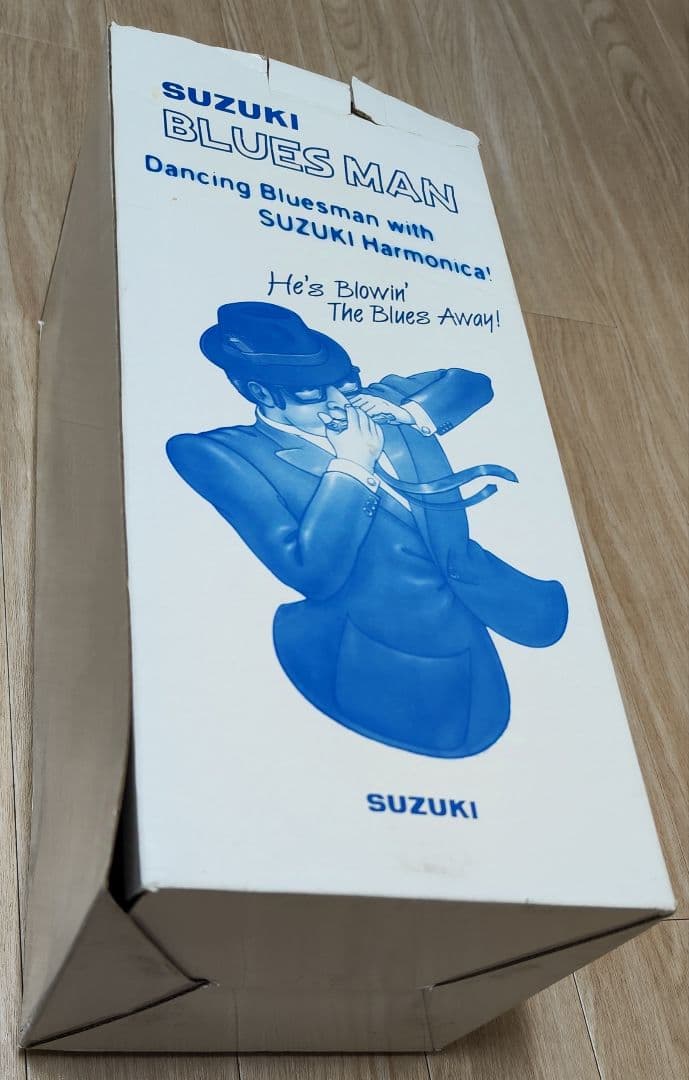 SUZUKI
BLUES MAN
Dancing Bluesman with
SUZUKI Harmonica!
He's Blowin'
The Blues Away!
SUZUKI